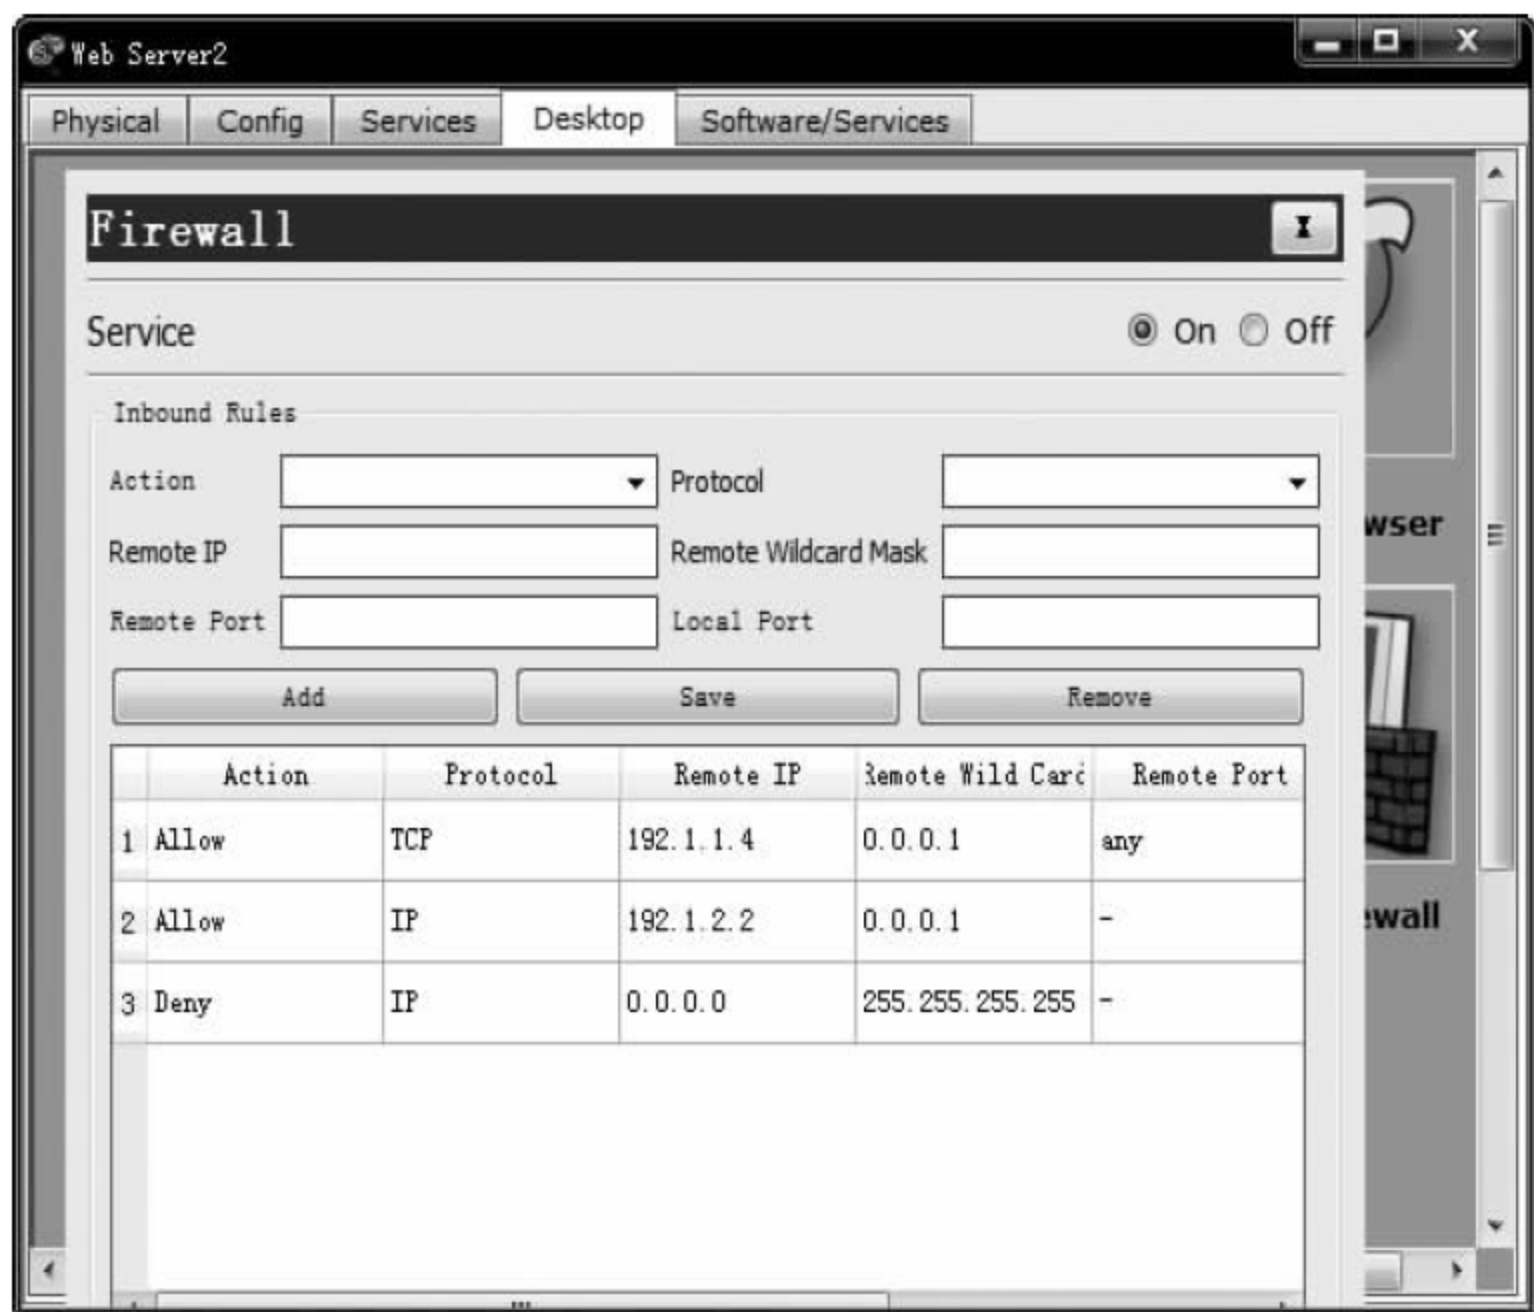 Web Server2
Physical Config Services Desktop Software/Services
Firewall X
Service On Off
Inbound Rules
Action Protocol
wser
Remote IP Remote Wildcard Mask
Remote Port Local Port
Add Save Remove
Action Protocol Remote IP Remote Wild Card Remote Port
1 Allow TCP 192.1.1.4 0.0.0.1 any
2 Allow IP 192.1.2.2 0.0.0.1 -
ewall
3 Deny IP 0.0.0.0 255.255.255.255 -